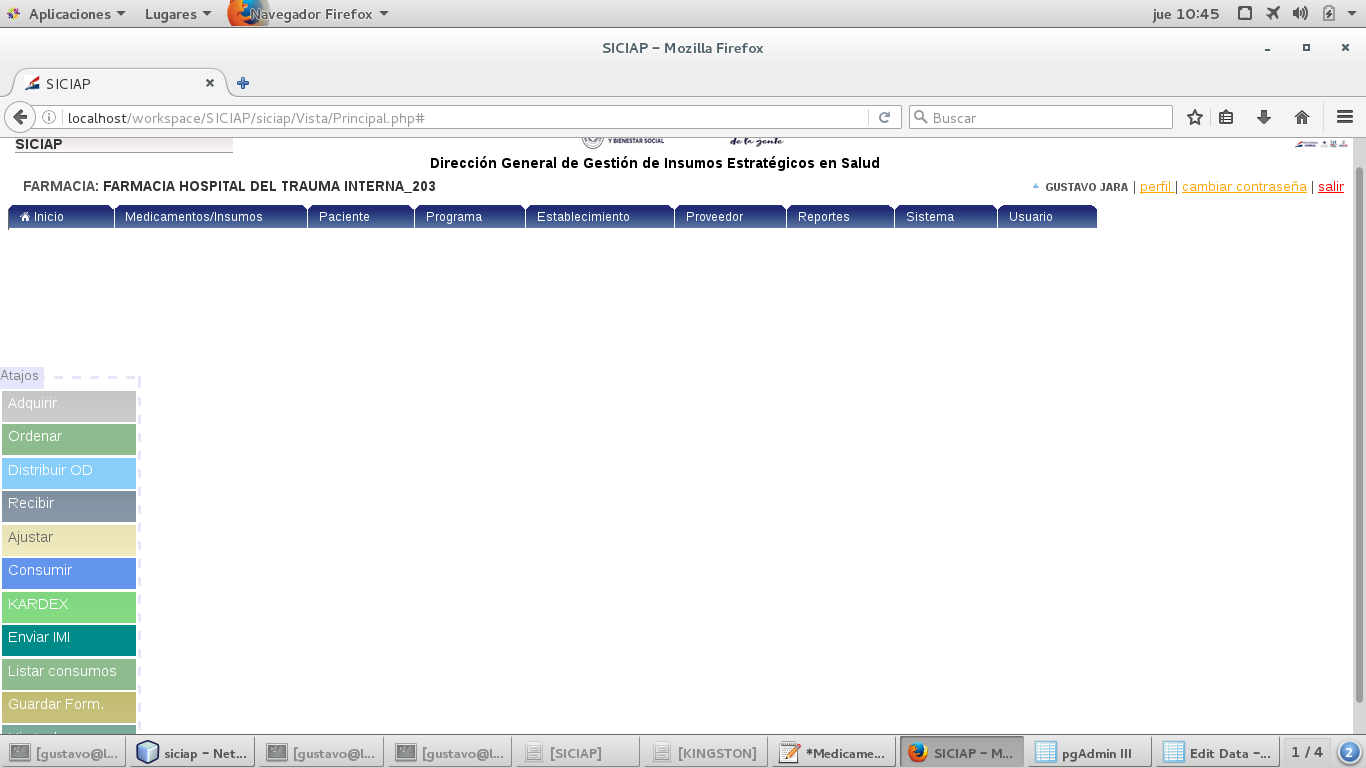 Aplicaciones Lugares Navegador Firefox jue 10:45
SICIAP – Mozilla Firefox
SICIAP
localhost/workspace/SICIAP/siciap/Vista/Principal.php# Buscar
SICIAP
Y BIENESTAR SOCIAL de la gente
Dirección General de Gestión de Insumos Estratégicos en Salud
FARMACIA: FARMACIA HOSPITAL DEL TRAUMA INTERNA_203 GUSTAVO JARA | perfil | cambiar contraseña | salir
Inicio Medicamentos/Insumos Paciente Programa Establecimiento Proveedor Reportes Sistema Usuario
Atajos
Adquirir
Ordenar
Distribuir OD
Recibir
Ajustar
Consumir
KARDEX
Enviar IMI
Listar consumos
Guardar Form.
[gustavo@l... siciap – Net... [gustavo@l... [gustavo@l... [SICIAP] [KINGSTON] *Medicame... SICIAP – M... pgAdmin III Edit Data –... 1 / 4 2